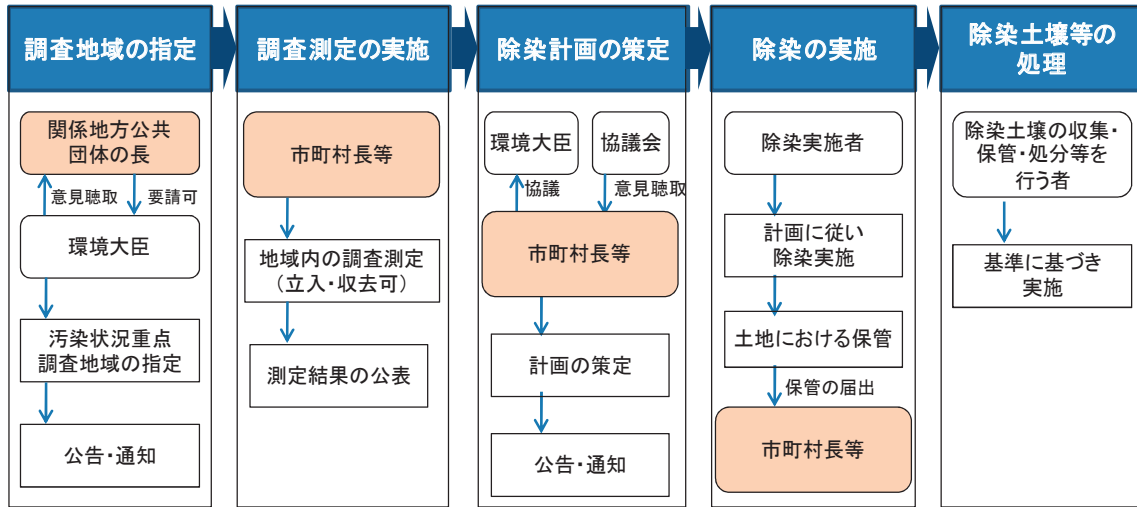 調査地域の指定
関係地方公共
団体の長
意見聴取
要請可
環境大臣
汚染状況重点
調査地域の指定
公告・通知
調査測定の実施
市町村長等
地域内の調査測定
(立入・収去可)
測定結果の公表
除染計画の策定
環境大臣
協議会
協議
意見聴取
市町村長等
計画の策定
公告・通知
除染の実施
除染実施者
計画に従い
除染実施
土地における保管
保管の届出
市町村長等
除染土壌等の
処理
除染土壌の収集・
保管・処分等を
行う者
基準に基づき
実施